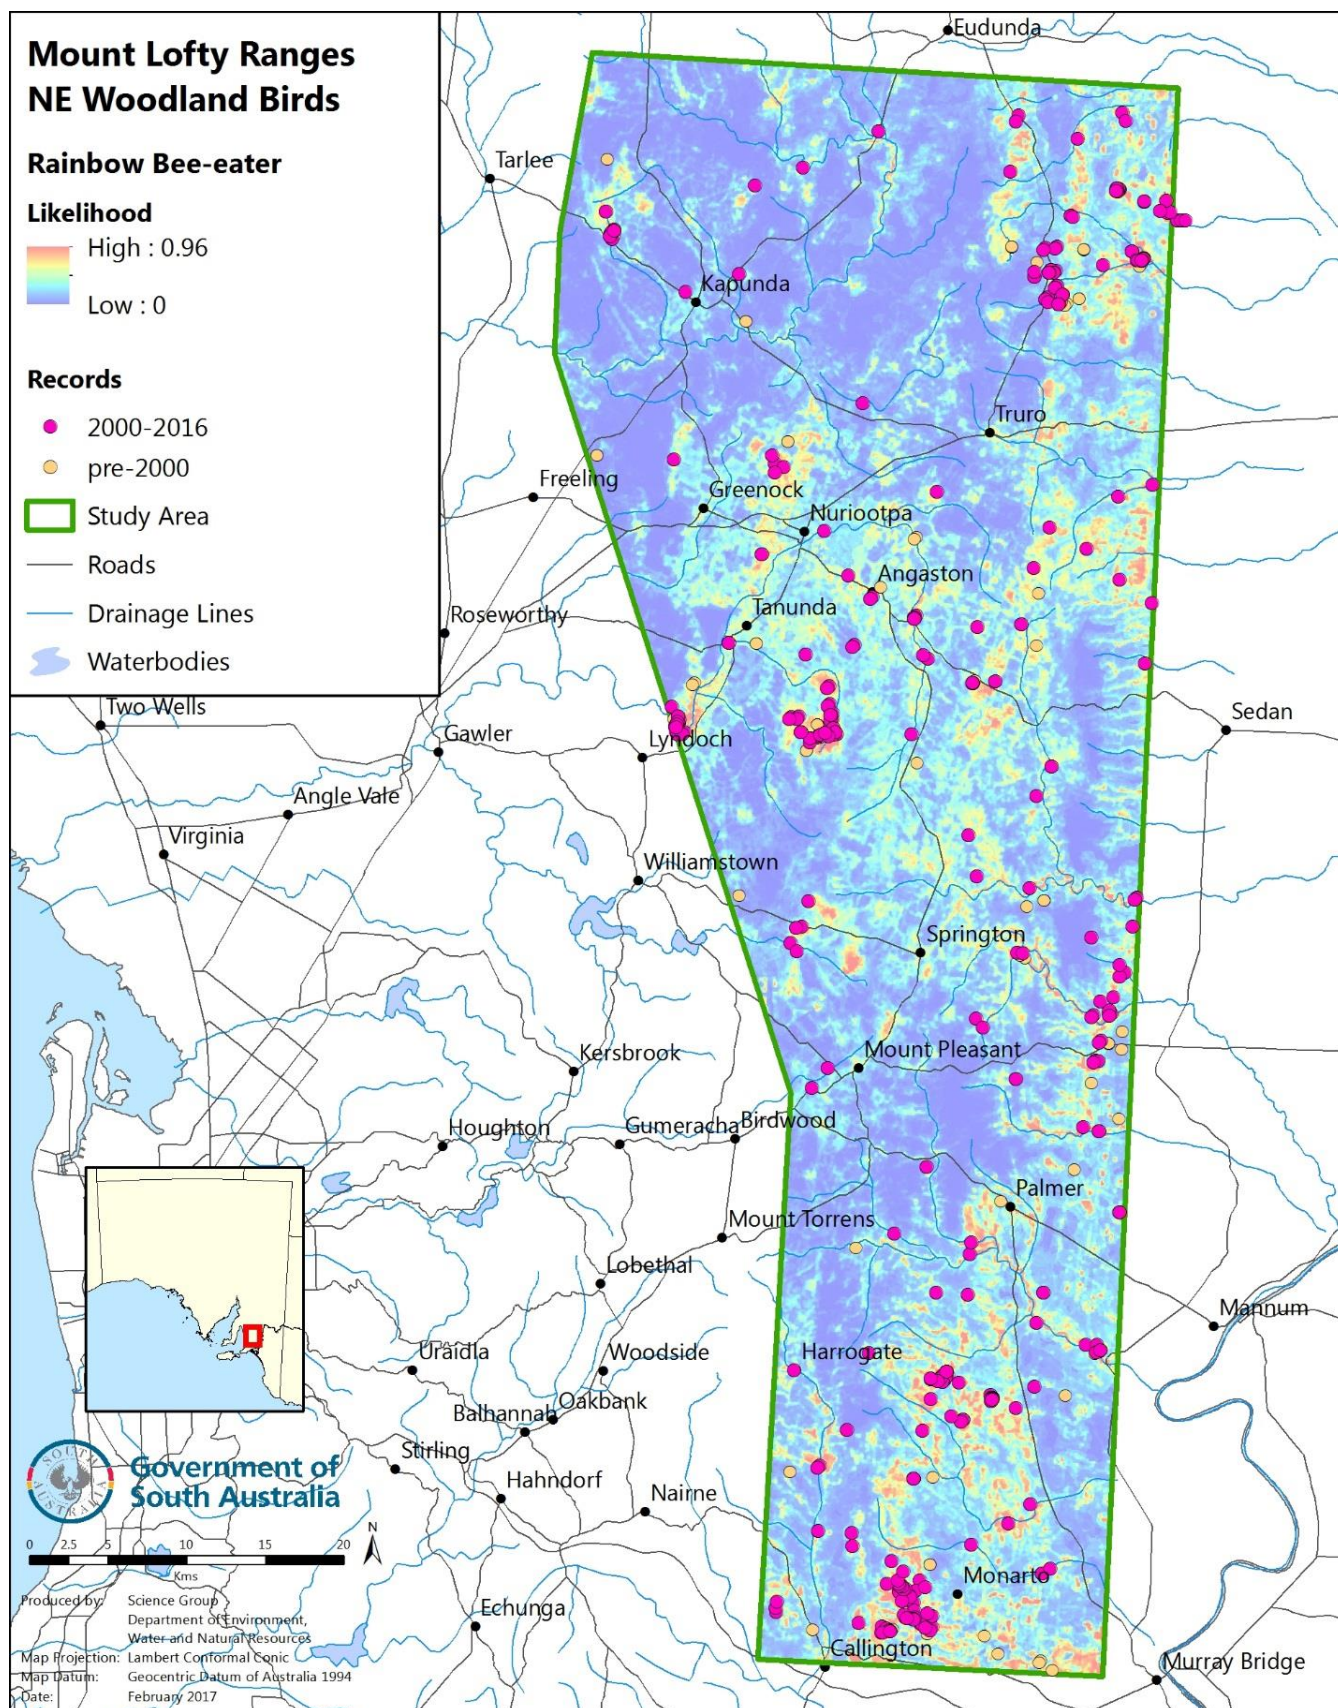 Mount Lofty Ranges
NE Woodland Birds
Rainbow Bee-eater
Likelihood
High : 0.96
Low : 0
Records
2000-2016
pre-2000
Study Area
Roads
Drainage Lines
Waterbodies
Eudunda
Tarlee
Kapunda
Truro
Freeling
Greenock
Nuriootpa
Angaston
Roseworthy
Tanunda
Two Wells
Gawler
Lyndoch
Sedan
Angle Vale
Virginia
Williamstown
Springton
Kersbrook
Mount Pleasant
Houghton
Gumeracha
Birdwood
Palmer
Mount Torrens
Lobethal
Mannum
Uraidla
Woodside
Harrogate
Balhannah
Oakbank
Stirling
Hahndorf
Nairne
Monarto
Echunga
Callington
Murray Bridge
SOUTH AUSTRALIA
Government of
South Australia
0 2.5 5 10 15 20
Kms
N
Produced by: Science Group
Department of Environment,
Water and Natural Resources
Map Projection: Lambert Conformal Conic
Map Datum: Geocentric Datum of Australia 1994
Date: February 2017